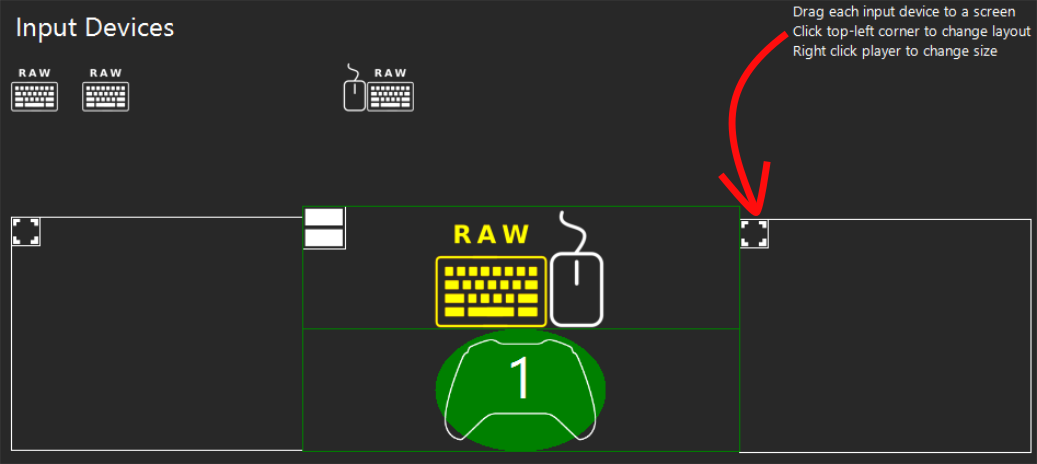 Drag each input device to a screen
Click top-left corner to change layout
Right click player to change size
Input Devices
RAW
RAW
RAW
RAW
1